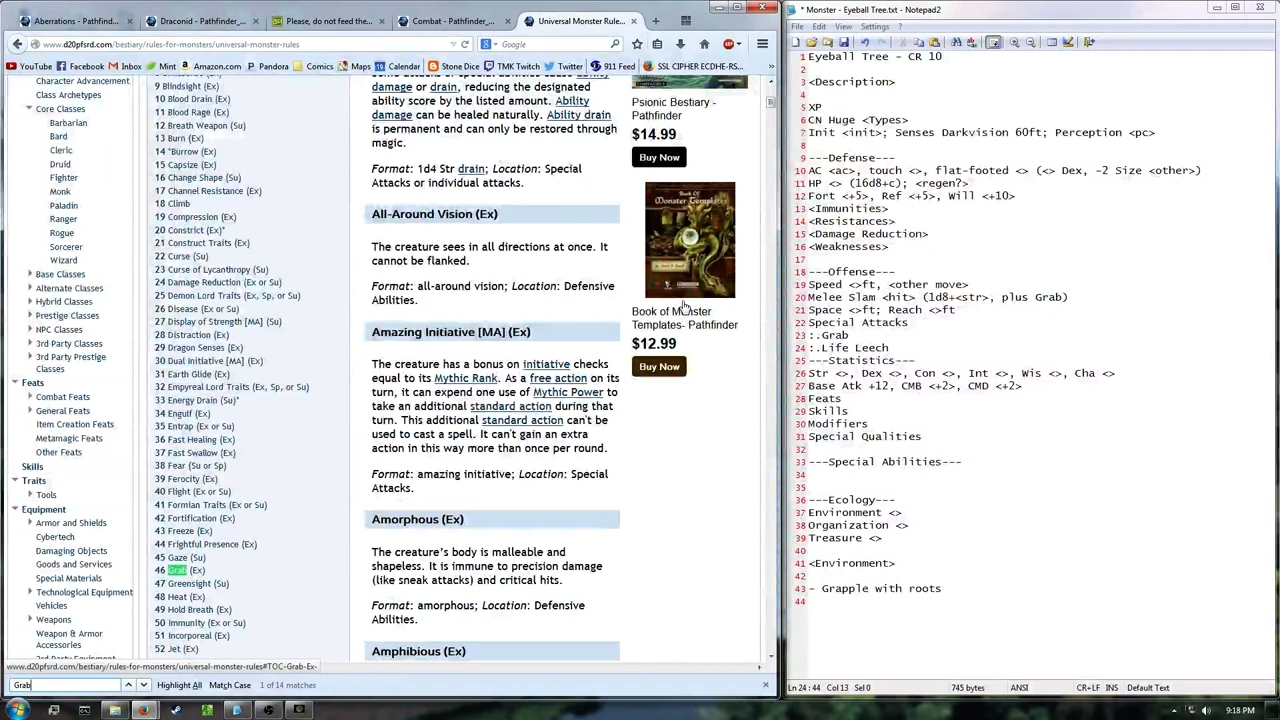 Aberrations - Pathfind...
Draconid - Pathfinder_...
Please, do not feed the...
Combat - Pathfinder_...
Universal Monster Rule...
www.d20pfsrd.com/bestiary/rules-for-monsters/universal-monster-rules
Google
YouTube
Facebook
Inbox
Mint
Amazon
Pandora
Comics
Maps
Calendar
Stone Dice
TMK Twitch
911 Feed
SSL CIPHER ECDHE-RS...
Character Advancement
Class Archetypes
Core Classes
Barbarian
Bard
Cleric
Druid
Fighter
Monk
Paladin
Ranger
Rogue
Sorcerer
Wizard
Base Classes
Alternate Classes
Hybrid Classes
Prestige Classes
NPC Classes
3rd Party Classes
3rd Party Prestige
Classes
Feats
Combat Feats
General Feats
Item Creation Feats
Metamagic Feats
Other Feats
Skills
Traits
Tools
Equipment
Armor and Shields
Cybertech
Damaging Objects
Goods and Services
Special Materials
Technological Equipment
Vehicles
Weapons
Weapon & Armor
Accessories
9 Blindsight (Ex)
10 Blood Drain (Ex)
11 Blood Rage (Ex)
12 Breath Weapon (Su)
13 Burn (Ex)
14 *Burrow (Ex)
15 Capsize (Ex)
16 Change Shape (Su)
17 Channel Resistance (Ex)
18 Climb
19 Compression (Ex)
20 Constrict (Ex)*
21 Construct Traits (Ex)
22 Curse (Su)
23 Curse of Lycanthropy (Su)
24 Damage Reduction (Ex or Su)
25 Demon Lord Traits (Ex, Sp, or Su)
26 Disease (Ex or Su)
27 Display of Strength [MA] (Su)
28 Distraction (Ex)
29 Dragon Senses (Ex)
30 Dual Initiative [MA] (Ex)
31 Earth Glide (Ex)
32 Empyreal Lord Traits (Ex, Sp, or Su)
33 Energy Drain (Su)*
34 Engulf (Ex)
35 Entrap (Ex or Su)
36 Fast Healing (Ex)
37 Fast Swallow (Ex)
38 Fear (Su or Sp)
39 Ferocity (Ex)
40 Flight (Ex or Su)
41 Formian Traits (Ex or Su)
42 Fortification (Ex)
43 Freeze (Ex)
44 Frightful Presence (Ex)
45 Gaze (Su)
46 Grab (Ex)
47 Greensight (Su)
48 Heat (Ex)
49 Hold Breath (Ex)
50 Immunity (Ex or Su)
51 Incorporeal (Ex)
52 Jet (Ex)
damage or drain, reducing the designated
ability score by the listed amount. Ability
damage can be healed naturally. Ability drain
is permanent and can only be restored through
magic.
Format: 1d4 Str drain; Location: Special
Attacks or individual attacks.
All-Around Vision (Ex)
The creature sees in all directions at once. It
cannot be flanked.
Format: all-around vision; Location: Defensive
Abilities.
Amazing Initiative [MA] (Ex)
The creature has a bonus on initiative checks
equal to its Mythic Rank. As a free action on its
turn, it can expend one use of Mythic Power to
take an additional standard action during that
turn. This additional standard action can't be
used to cast a spell. It can't gain an extra
action in this way more than once per round.
Format: amazing initiative; Location: Special
Attacks.
Amorphous (Ex)
The creature's body is malleable and
shapeless. It is immune to precision damage
(like sneak attacks) and critical hits.
Format: amorphous; Location: Defensive
Abilities.
Amphibious (Ex)
Psionic Bestiary -
Pathfinder
$14.99
Buy Now
Book of Monster
Templates- Pathfinder
$12.99
Buy Now
www.d20pfsrd.com/bestiary/rules-for-monsters/universal-monster-rules#TOC-Grab-Ex-
Grab
Highlight All
Match Case
1 of 14 matches
* Monster - Eyeball Tree.txt - Notepad2
File Edit View Settings ?
1 Eyeball Tree - CR 10
2
3 <Description>
4
5 XP
6 CN Huge <Types>
7 Init <init>; Senses Darkvision 60ft; Perception <pc>
8
9 ---Defense---
10 AC <ac>, touch <>, flat-footed <> (<> Dex, -2 Size <other>)
11 HP <> (16d8+c); <regen?>
12 Fort <+5>, Ref <+5>, Will <+10>
13 <Immunities>
14 <Resistances>
15 <Damage Reduction>
16 <Weaknesses>
17
18 ---Offense---
19 Speed <>ft, <other move>
20 Melee Slam <hit> (1d8+<str>, plus Grab)
21 Space <>ft; Reach <>ft
22 Special Attacks
23 :.Grab
24 :.Life Leech
25 ---Statistics---
26 Str <>, Dex <>, Con <>, Int <>, Wis <>, Cha <>
27 Base Atk +12, CMB <+2>, CMD <+2>
28 Feats
29 Skills
30 Modifiers
31 Special Qualities
32
33 ---Special Abilities---
34
35
36 ---Ecology---
37 Environment <>
38 Organization <>
39 Treasure <>
40
41 <Environment>
42
43 - Grapple with roots
44
Ln 24 : 44 Col 13 Sel 0
745 bytes
ANSI
CR+LF INS Default Text
9:18 PM